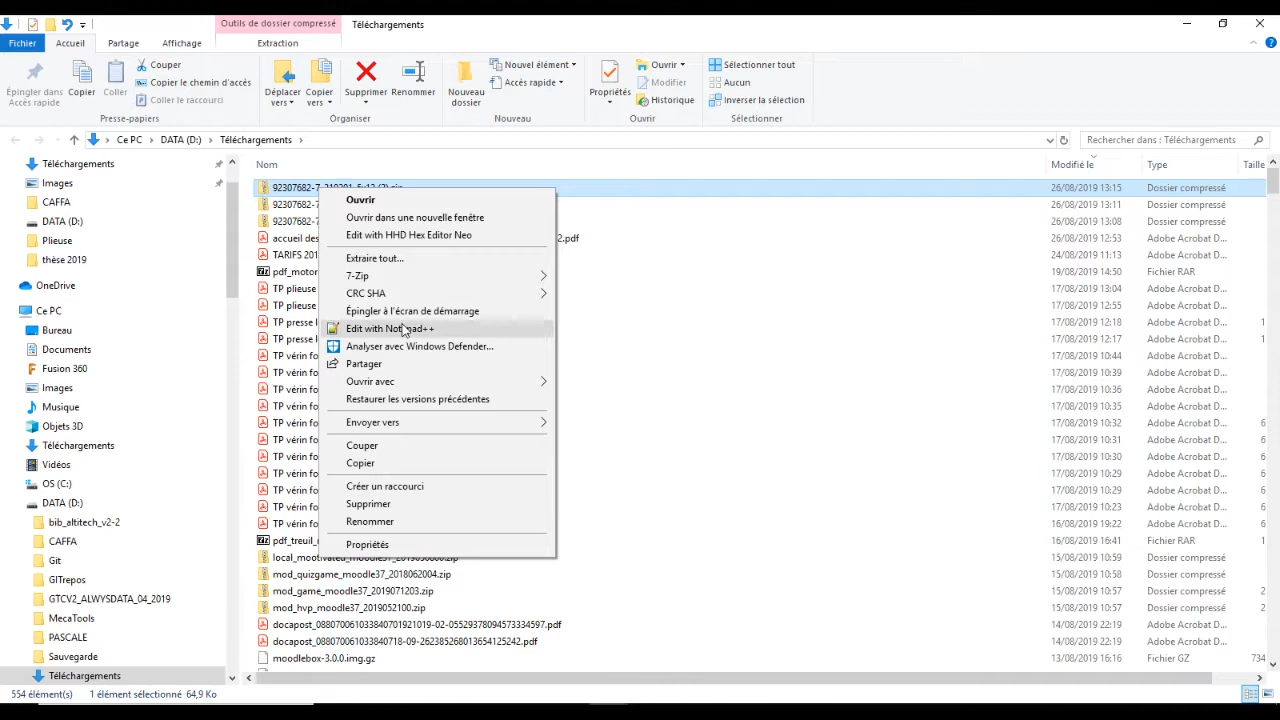 Outils de dossier compressé
Téléchargements
Fichier
Accueil
Partage
Affichage
Extraction
Épingler dans Accès rapide
Copier
Coller
Couper
Copier le chemin d'accès
Coller le raccourci
Presse-papiers
Déplacer vers
Copier vers
Supprimer
Renommer
Organiser
Nouveau dossier
Nouvel élément
Accès rapide
Nouveau
Propriétés
Ouvrir
Modifier
Historique
Ouvrir
Sélectionner tout
Aucun
Inverser la sélection
Sélectionner
Ce PC
DATA (D:)
Téléchargements
Rechercher dans : Téléchargements
Téléchargements
Images
CAFFA
DATA (D:)
Plieuse
thèse 2019
OneDrive
Ce PC
Bureau
Documents
Fusion 360
Images
Musique
Objets 3D
Téléchargements
Vidéos
OS (C:)
DATA (D:)
bib_altitech_v2-2
CAFFA
Git
GITrepos
GTCV2_ALWYSDATA_04_2019
MecaTools
PASCALE
Sauvegarde
Téléchargements
Nom Modifié le Type Taille
26/08/2019 13:15 Dossier compressé
92307682-7 26/08/2019 13:11 Dossier compressé
92307682-7 26/08/2019 13:08 Dossier compressé
accueil des 2.pdf 26/08/2019 12:53 Adobe Acrobat D...
TARIFS 201 24/08/2019 11:13 Adobe Acrobat D...
pdf_motor 19/08/2019 14:50 Fichier RAR
TP plieuse Adobe Acrobat D...
TP plieuse Adobe Acrobat D...
TP presse l 17/08/2019 12:18 Adobe Acrobat D... 1
TP presse l 17/08/2019 12:17 Adobe Acrobat D... 1
TP vérin fo 17/08/2019 10:44 Adobe Acrobat D...
TP vérin fo 17/08/2019 10:39 Adobe Acrobat D...
TP vérin fo 17/08/2019 10:36 Adobe Acrobat D...
TP vérin fo 17/08/2019 10:35 Adobe Acrobat D...
TP vérin fo 17/08/2019 10:32 Adobe Acrobat D... 6
TP vérin fo 17/08/2019 10:31 Adobe Acrobat D... 6
TP vérin fo 17/08/2019 10:30 Adobe Acrobat D... 6
TP vérin fo 17/08/2019 10:29 Adobe Acrobat D... 6
TP vérin fo 17/08/2019 10:29 Adobe Acrobat D... 6
TP vérin fo 17/08/2019 10:29 Adobe Acrobat D... 6
TP vérin fo 16/08/2019 19:22 Adobe Acrobat D... 6
pdf_treuil_ 16/08/2019 16:41 Fichier RAR 1
15/08/2019 10:59 Dossier compressé
mod_quizgame_moodle37_2018062004.zip 15/08/2019 10:58 Dossier compressé
mod_game_moodle37_2019071203.zip 15/08/2019 10:57 Dossier compressé 2
mod_hvp_moodle37_2019052100.zip 15/08/2019 10:57 Dossier compressé 2
14/08/2019 22:19 Adobe Acrobat D...
14/08/2019 22:19 Adobe Acrobat D...
moodlebox-3.0.0.img.gz 13/08/2019 16:16 Fichier GZ 734
Ouvrir
Ouvrir dans une nouvelle fenêtre
Edit with HHD Hex Editor Neo
Extraire tout...
7-Zip
CRC SHA
Épingler à l'écran de démarrage
Edit with Notepad++
Analyser avec Windows Defender...
Partager
Ouvrir avec
Restaurer les versions précédentes
Envoyer vers
Couper
Copier
Créer un raccourci
Supprimer
Renommer
Propriétés
554 élément(s) 1 élément sélectionné 64,9 Ko